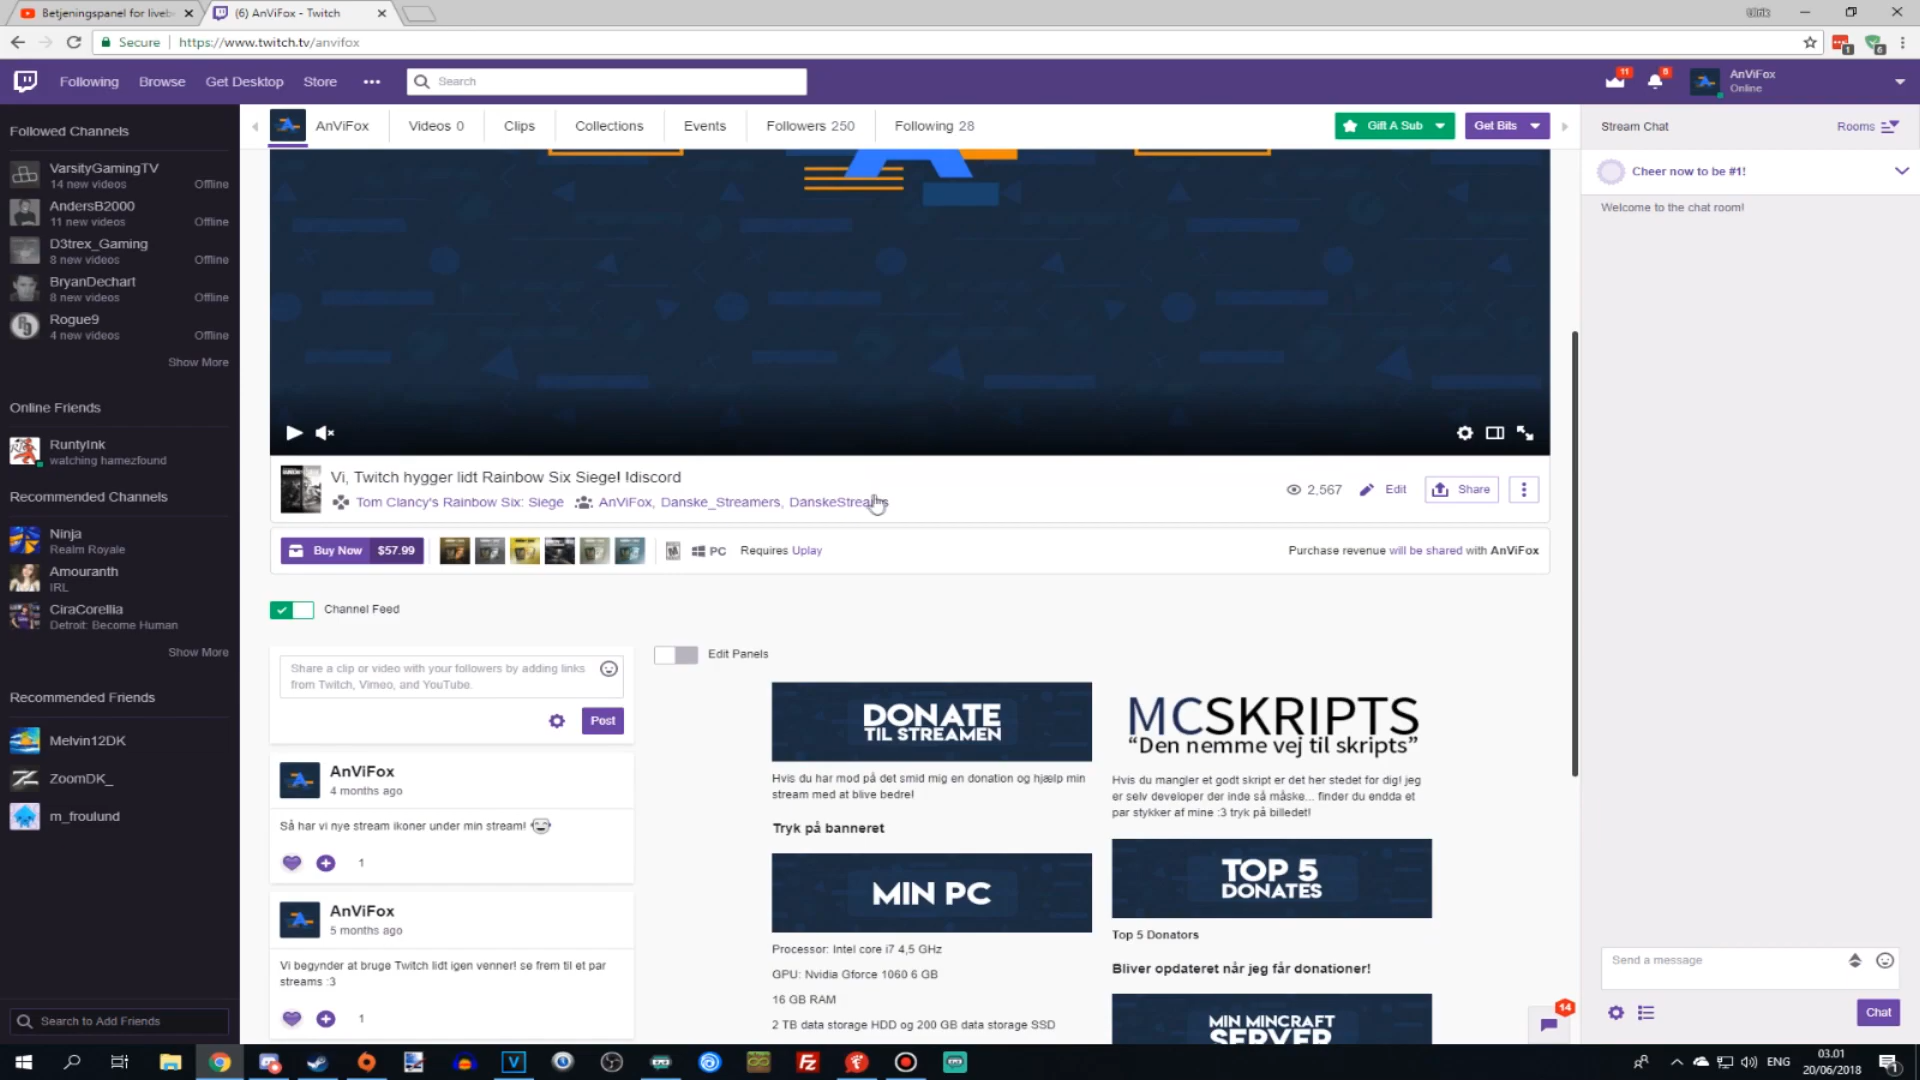 Betjeningspanel for liveb
(6) AnViFox - Twitch
Secure
https://www.twitch.tv/anvifox
1
6
Following
Browse
Get Desktop
Store
Search
11
6
AnViFox
Online
Followed Channels
VarsityGamingTV
14 new videos
Offline
AndersB2000
11 new videos
Offline
D3trex_Gaming
8 new videos
Offline
BryanDechart
8 new videos
Offline
Rogue9
4 new videos
Offline
Show More
Online Friends
RuntyInk
watching hamezfound
Recommended Channels
Ninja
Realm Royale
Amouranth
IRL
CiraCorellia
Detroit: Become Human
Show More
Recommended Friends
Melvin12DK
ZoomDK_
m_froulund
Search to Add Friends
AnViFox
Videos 0
Clips
Collections
Events
Followers 250
Following 28
Gift A Sub
Get Bits
Vi, Twitch hygger lidt Rainbow Six Siege! !discord
Tom Clancy's Rainbow Six: Siege
AnViFox, Danske_Streamers, DanskeStreams
2,567
Edit
Share
Buy Now
$57.99
PC
Requires Uplay
Purchase revenue will be shared with AnViFox
Channel Feed
Share a clip or video with your followers by adding links
from Twitch, Vimeo, and YouTube.
Post
AnViFox
4 months ago
Så har vi nye stream ikoner under min stream!
1
AnViFox
5 months ago
Vi begynder at bruge Twitch lidt igen venner! se frem til et par
streams :3
1
Edit Panels
DONATE
TIL STREAMEN
Hvis du har mod på det smid mig en donation og hjælp min
stream med at blive bedre!
Tryk på banneret
MIN PC
Processor: Intel core i7 4,5 GHz
GPU: Nvidia Gforce 1060 6 GB
16 GB RAM
2 TB data storage HDD og 200 GB data storage SSD
MCSKRIPTS
“Den nemme vej til skripts”
Hvis du mangler et godt skript er det her stedet for dig! jeg
er selv developer der inde så måske... finder du endda et
par stykker af mine :3 tryk på billedet!
TOP 5
DONATES
Top 5 Donators
Bliver opdateret når jeg får donationer!
MIN MINCRAFT
SERVER
14
Stream Chat
Rooms
Cheer now to be #1!
Welcome to the chat room!
Send a message
Chat
ENG
03.01
20/06/2018
1